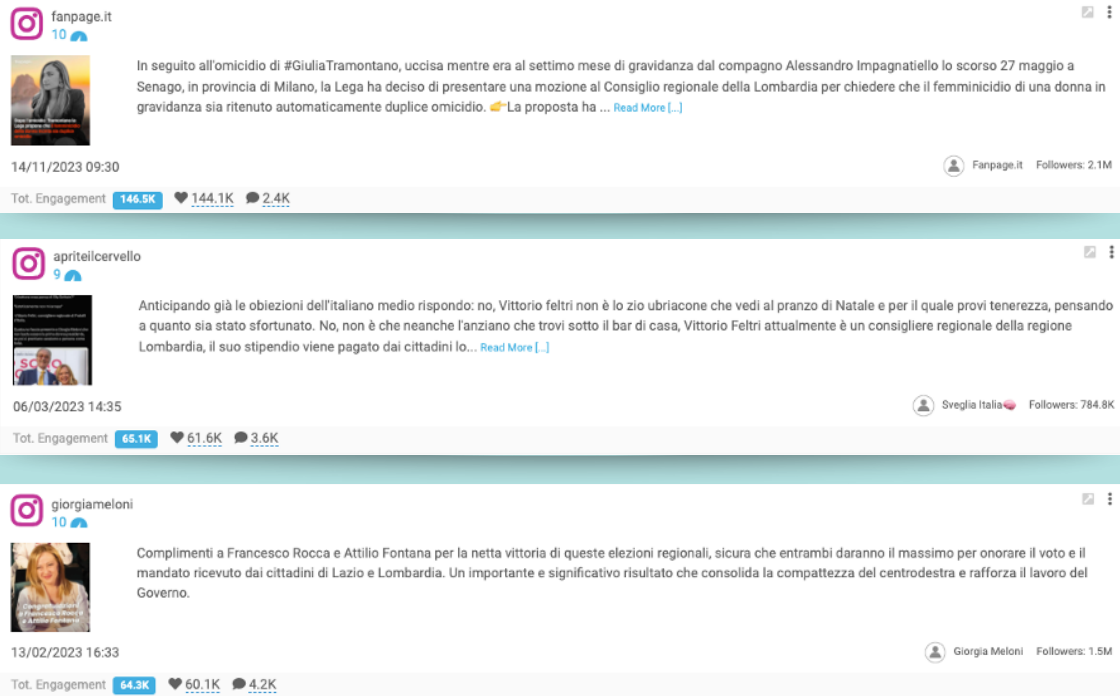 fanpage.it
10
In seguito all'omicidio di #GiuliaTramontano, uccisa mentre era al settimo mese di gravidanza dal compagno Alessandro Impagnatiello lo scorso 27 maggio a
Senago, in provincia di Milano, la Lega ha deciso di presentare una mozione al Consiglio regionale della Lombardia per chiedere che il femminicidio di una donna in
gravidanza sia ritenuto automaticamente duplice omicidio. 👉La proposta ha ... Read More [...]
14/11/2023 09:30
Fanpage.it Followers: 2.1M
Tot. Engagement 146.5K 144.1K 2.4K
apriteilcervello
9
Anticipando già le obiezioni dell'italiano medio rispondo: no, Vittorio feltri non è lo zio ubriacone che vedi al pranzo di Natale e per il quale provi tenerezza, pensando
a quanto sia stato sfortunato. No, non è che neanche l'anziano che trovi sotto il bar di casa, Vittorio Feltri attualmente è un consigliere regionale della regione
Lombardia, il suo stipendio viene pagato dai cittadini lo... Read More [...]
06/03/2023 14:35
Sveglia Italia🧠 Followers: 784.8K
Tot. Engagement 65.1K 61.6K 3.6K
giorgiameloni
10
Complimenti a Francesco Rocca e Attilio Fontana per la netta vittoria di queste elezioni regionali, sicura che entrambi daranno il massimo per onorare il voto e il
mandato ricevuto dai cittadini di Lazio e Lombardia. Un importante e significativo risultato che consolida la compattezza del centrodestra e rafforza il lavoro del
Governo.
Congratulazioni
a Francesco Rocca
e Attilio Fontana
13/02/2023 16:33
Giorgia Meloni Followers: 1.5M
Tot. Engagement 64.3K 60.1K 4.2K